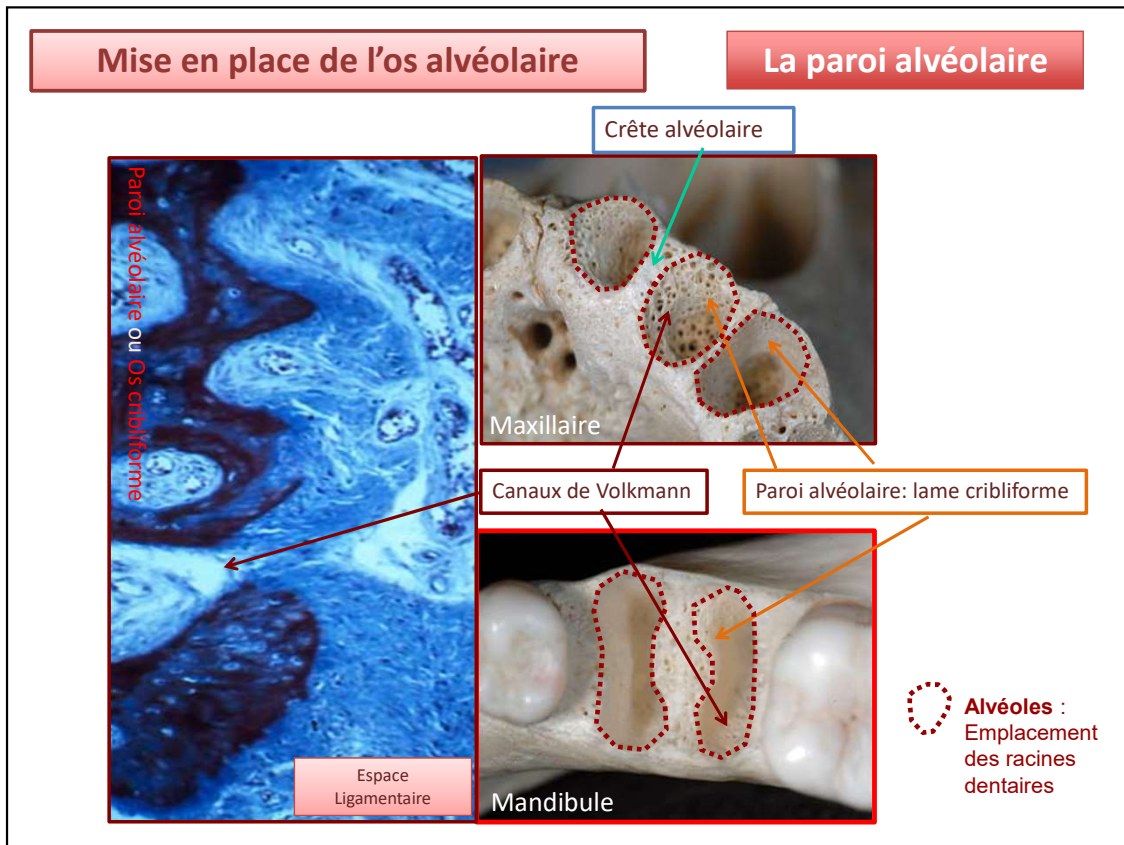 Mise en place de l'os alvéolaire
La paroi alvéolaire
Crête alvéolaire
Paroi alvéolaire ou Os cribliforme
Maxillaire
Canaux de Volkmann
Paroi alvéolaire: lame cribliforme
Alvéoles :
Emplacement
des racines
dentaires
Espace
Ligamentaire
Mandibule